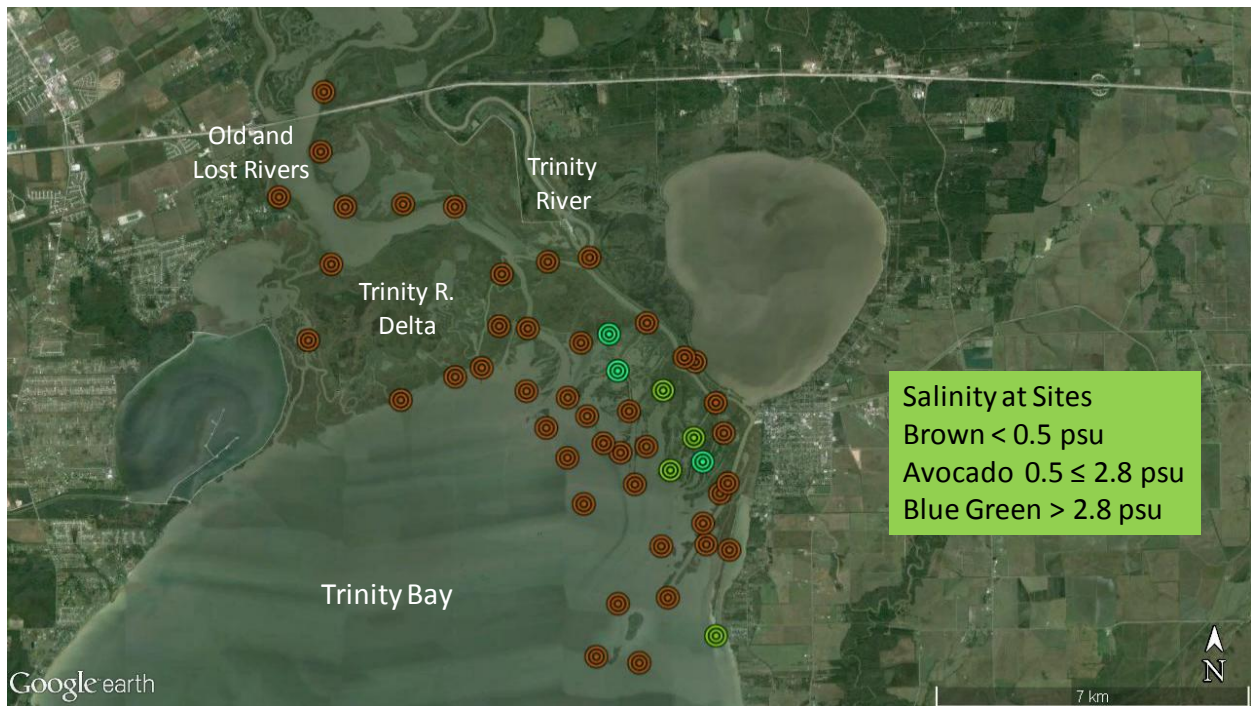 Old and
Lost Rivers
Trinity
River
Trinity R.
Delta
Salinity at Sites
Brown < 0.5 psu
Avocado 0.5 ≤ 2.8 psu
Blue Green > 2.8 psu
Trinity Bay
N
Google earth
7 km